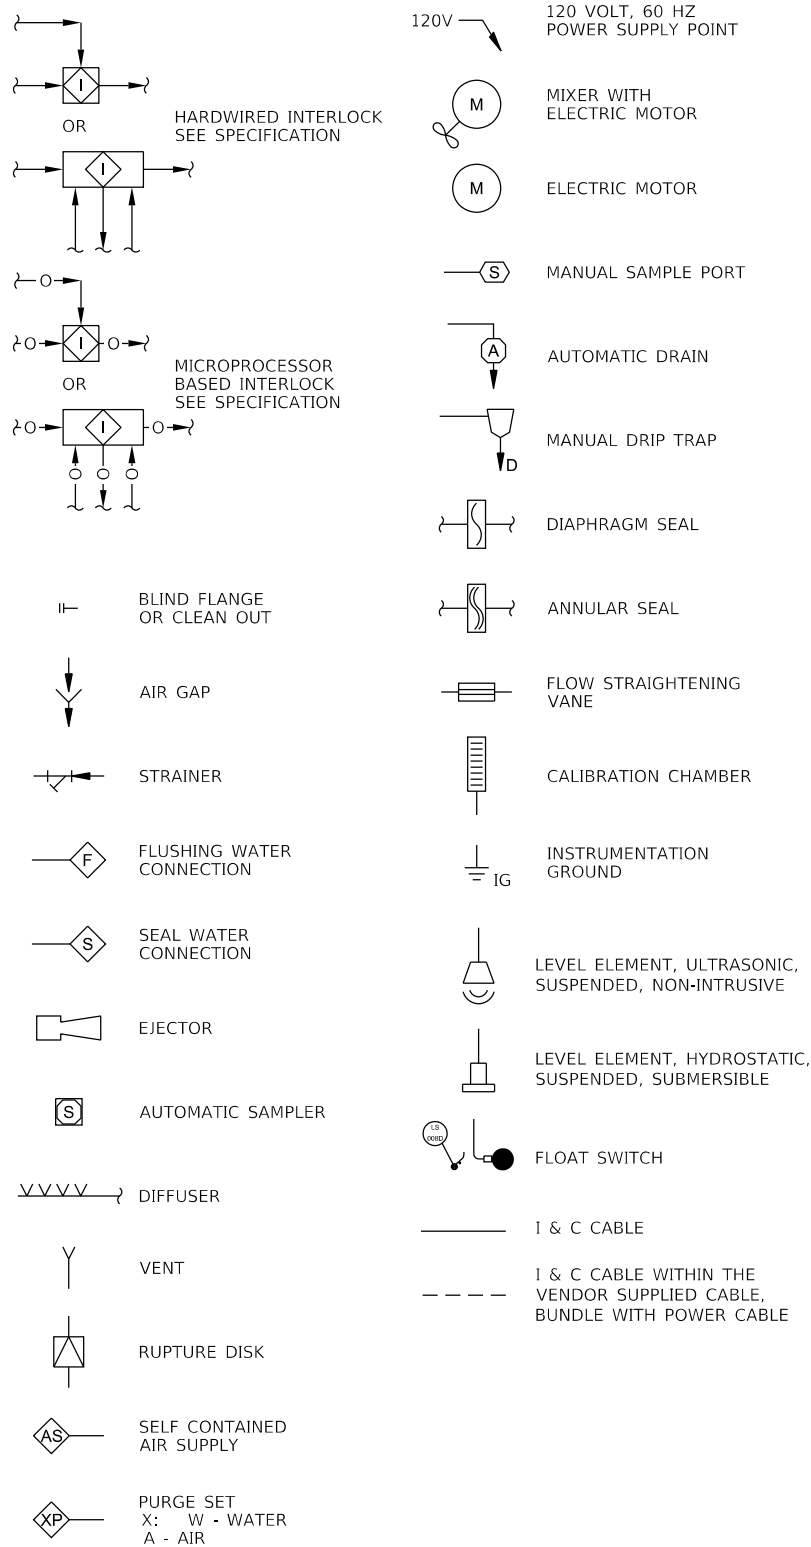 I
OR
HARDWIRED INTERLOCK
SEE SPECIFICATION
I
O
O
I
O
OR
MICROPROCESSOR
BASED INTERLOCK
SEE SPECIFICATION
O
I
O
O
O
O
BLIND FLANGE
OR CLEAN OUT
AIR GAP
STRAINER
F
FLUSHING WATER
CONNECTION
S
SEAL WATER
CONNECTION
EJECTOR
S
AUTOMATIC SAMPLER
DIFFUSER
VENT
RUPTURE DISK
AS
SELF CONTAINED
AIR SUPPLY
XP
PURGE SET
X: W - WATER
A - AIR
120V
120 VOLT, 60 HZ
POWER SUPPLY POINT
M
MIXER WITH
ELECTRIC MOTOR
M
ELECTRIC MOTOR
S
MANUAL SAMPLE PORT
A
AUTOMATIC DRAIN
D
MANUAL DRIP TRAP
DIAPHRAGM SEAL
ANNULAR SEAL
FLOW STRAIGHTENING
VANE
CALIBRATION CHAMBER
IG
INSTRUMENTATION
GROUND
LEVEL ELEMENT, ULTRASONIC,
SUSPENDED, NON-INTRUSIVE
LEVEL ELEMENT, HYDROSTATIC,
SUSPENDED, SUBMERSIBLE
LS
FLOAT SWITCH
I & C CABLE
I & C CABLE WITHIN THE
VENDOR SUPPLIED CABLE,
BUNDLE WITH POWER CABLE